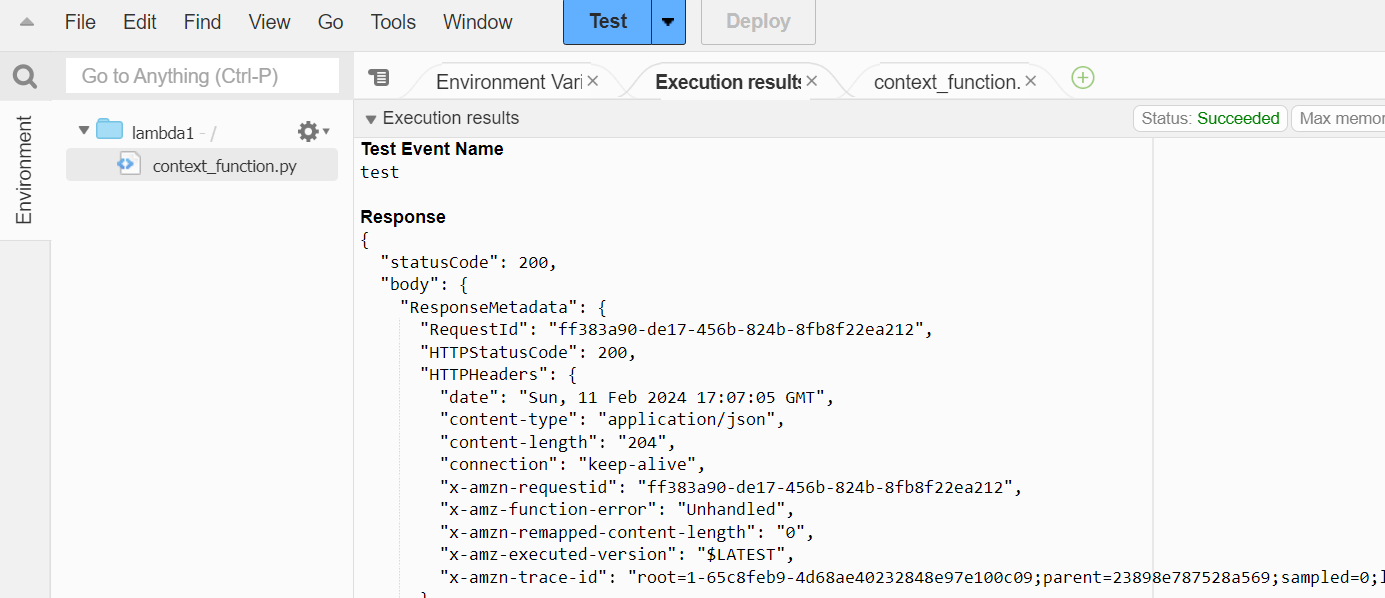 File Edit Find View Go Tools Window Test Deploy
Go to Anything (Ctrl-P)
Environment Vari × Execution results × context_function. ×
Environment
lambda1 - /
context_function.py
Execution results
Status: Succeeded
Max memor
Test Event Name
test
Response
{
"statusCode": 200,
"body": {
"ResponseMetadata": {
"RequestId": "ff383a90-de17-456b-824b-8fb8f22ea212",
"HTTPStatusCode": 200,
"HTTPHeaders": {
"date": "Sun, 11 Feb 2024 17:07:05 GMT",
"content-type": "application/json",
"content-length": "204",
"connection": "keep-alive",
"x-amzn-requestid": "ff383a90-de17-456b-824b-8fb8f22ea212",
"x-amz-function-error": "Unhandled",
"x-amzn-remapped-content-length": "0",
"x-amz-executed-version": "$LATEST",
"x-amzn-trace-id": "root=1-65c8feb9-4d68ae40232848e97e100c09;parent=23898e787528a569;sampled=0;l